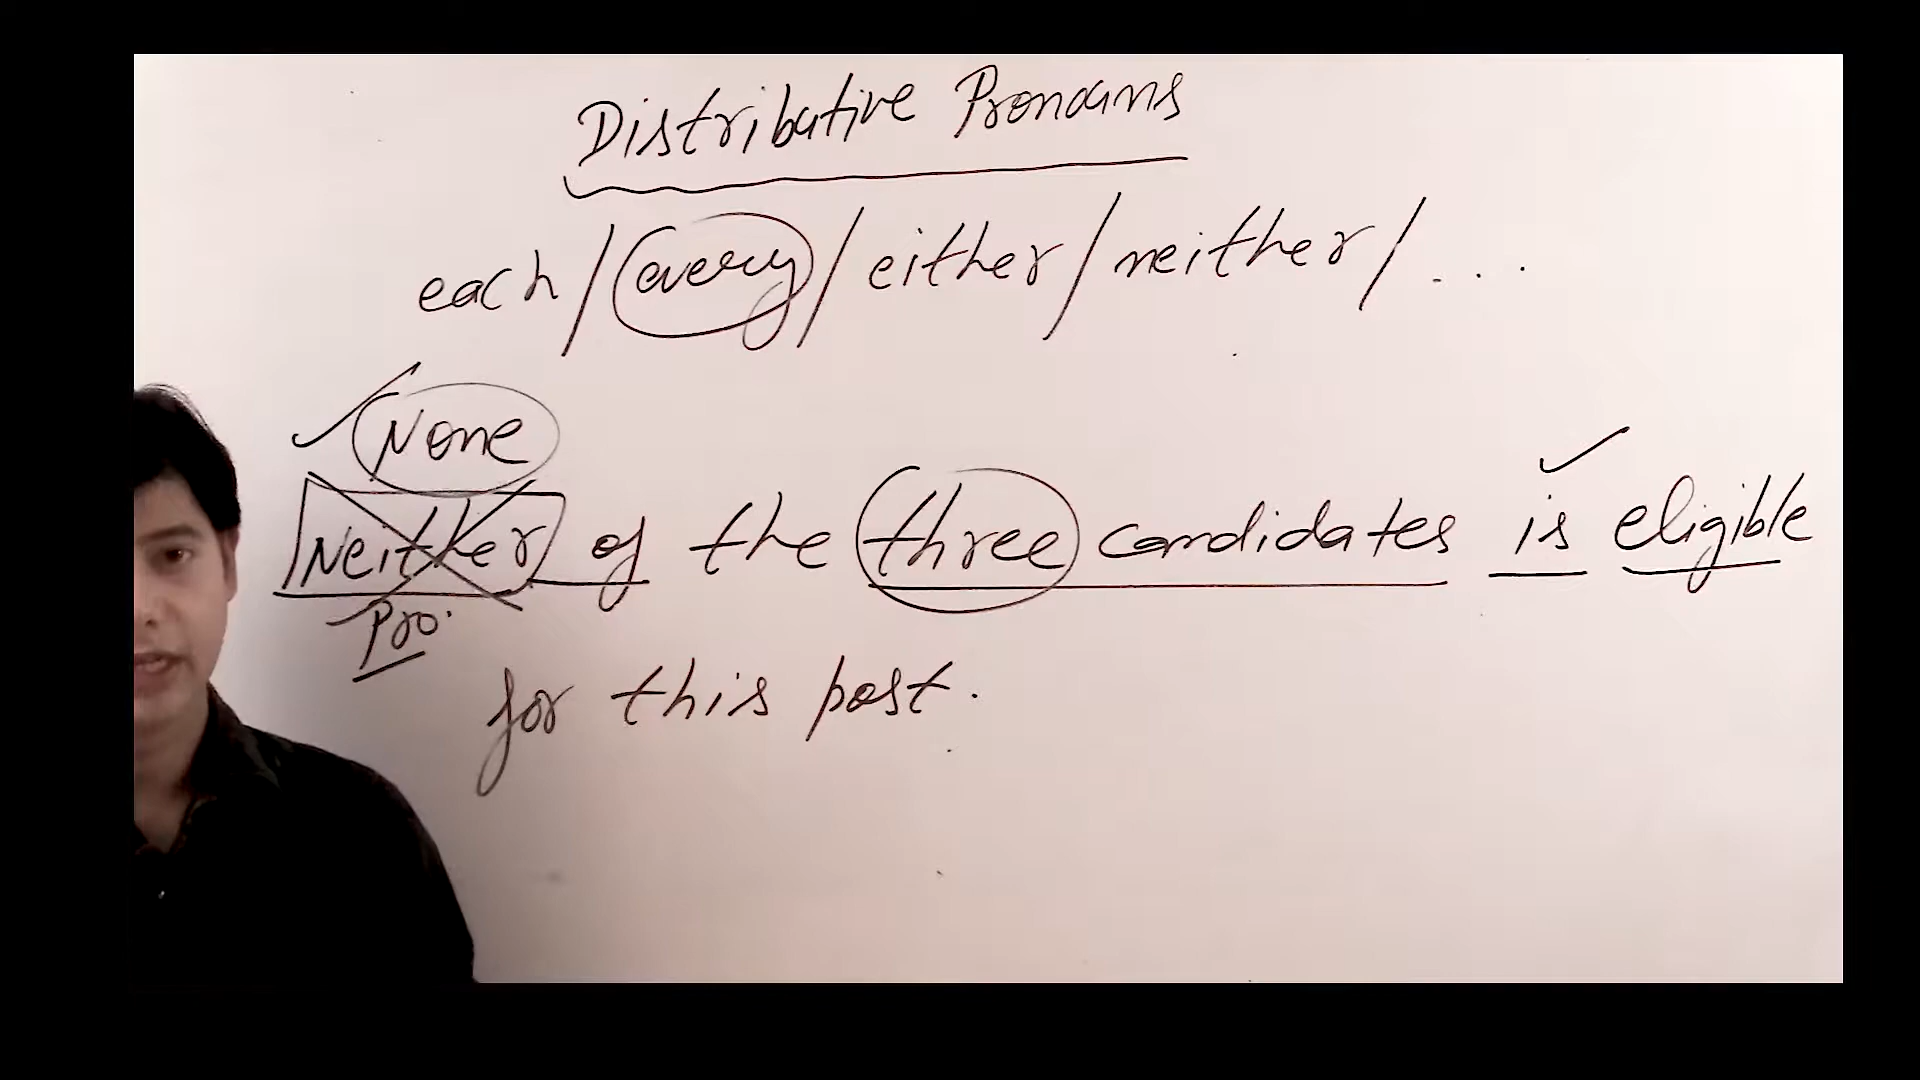 Distributive Pronouns
each / every / either / neither / ...
None
Neither of the three candidates is eligible
Pro.
for this post.